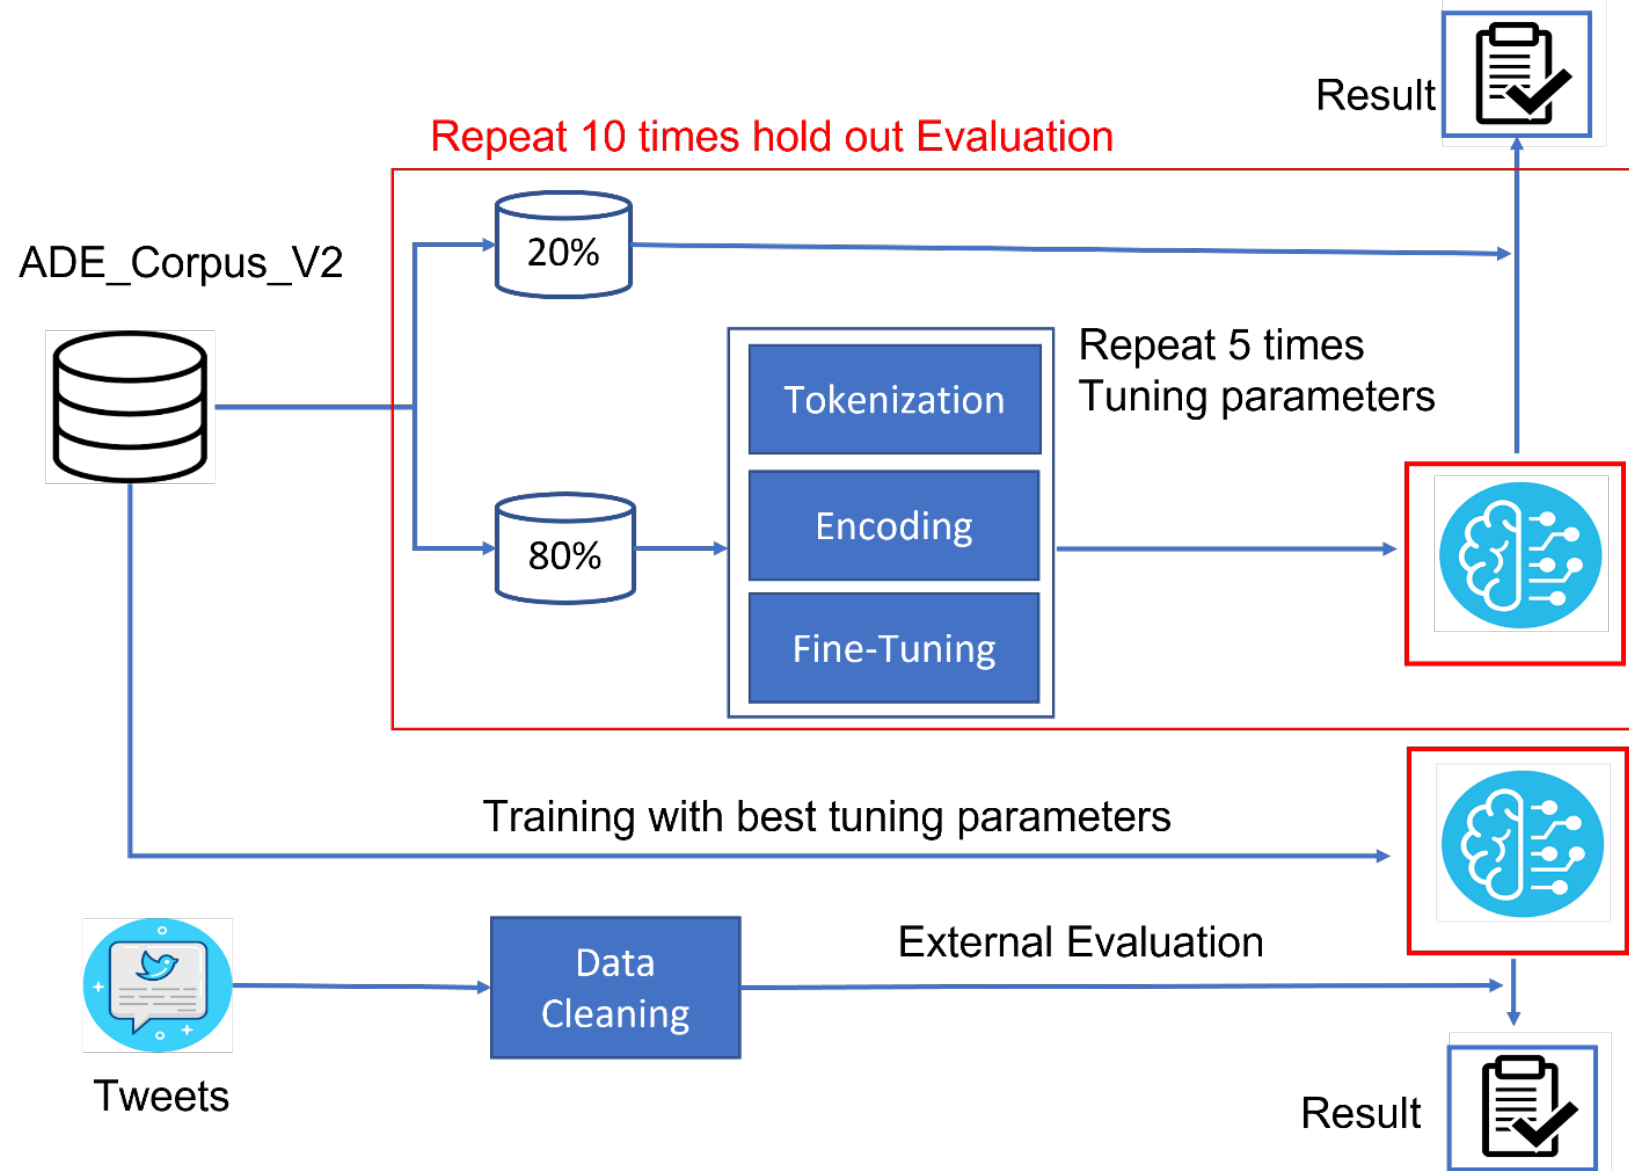 Result
Repeat 10 times hold out Evaluation
20%
ADE_Corpus_V2
Repeat 5 times
Tuning parameters
Tokenization
Encoding
80%
Fine-Tuning
Training with best tuning parameters
External Evaluation
Data
Cleaning
Tweets
Result